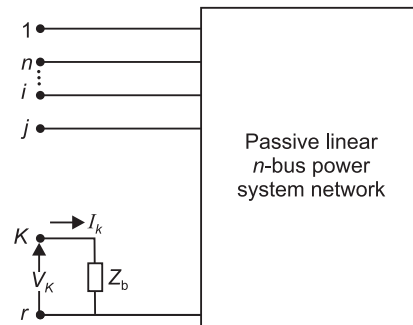 1
n
i
j
Passive linear
n-bus power
system network
K
I_k
V_K
Z_b
r